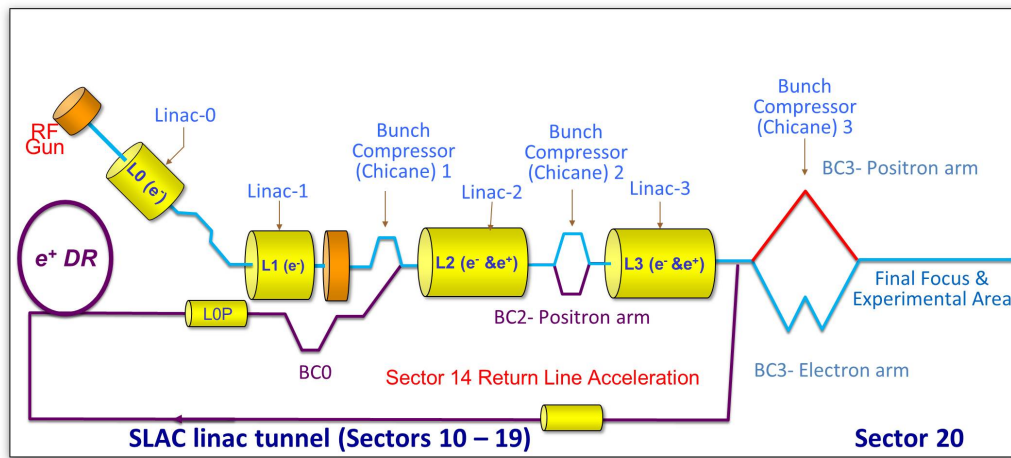 Bunch
Compressor
(Chicane) 3
Linac-0
RF
Gun
L0 (e-)
Bunch
Compressor
(Chicane) 1
Bunch
Compressor
(Chicane) 2
BC3- Positron arm
Linac-1
Linac-2
Linac-3
e⁺ DR
L1 (e⁻)
L2 (e⁻ &e⁺)
L3 (e⁻ &e⁺)
Final Focus &
Experimental Area
L0P
BC2- Positron arm
BC0
BC3- Electron arm
Sector 14 Return Line Acceleration
SLAC linac tunnel (Sectors 10 – 19)
Sector 20